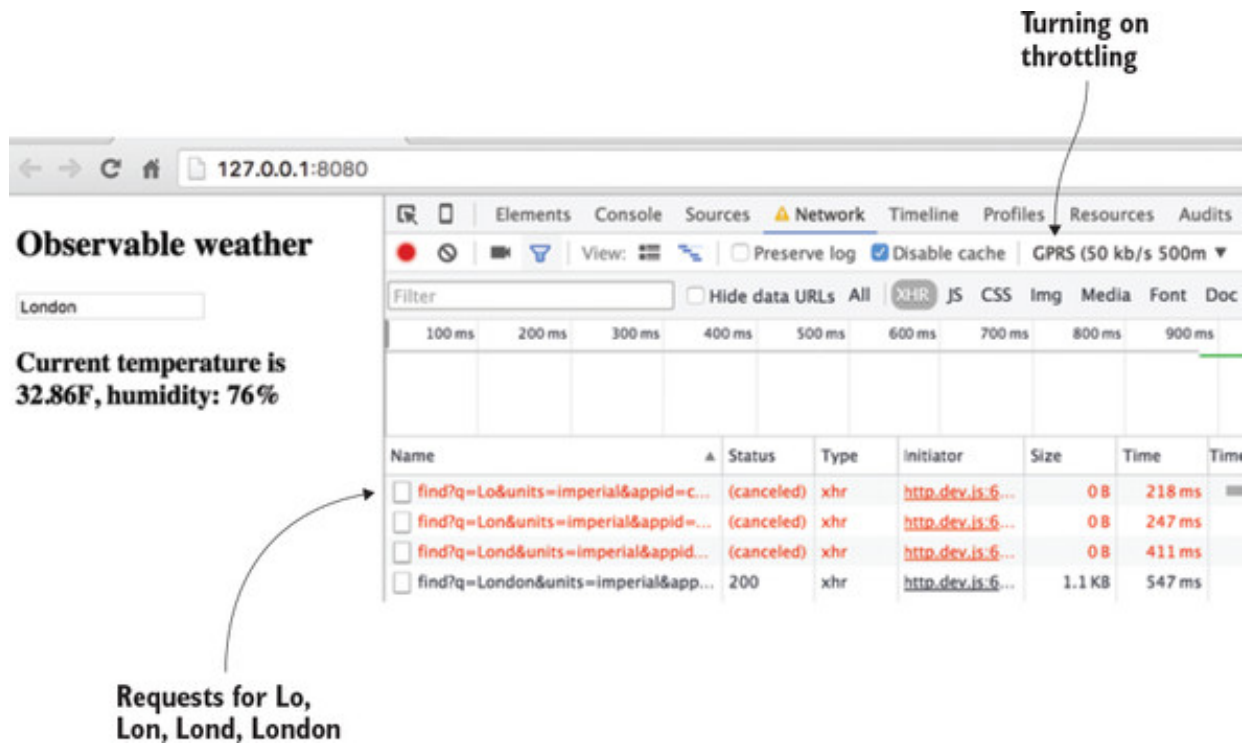 Turning on
throttling
127.0.0.1:8080
Observable weather
London
Current temperature is
32.86F, humidity: 76%
Elements Console Sources Network Timeline Profiles Resources Audits
View: Preserve log Disable cache GPRS (50 kb/s 500m
Filter Hide data URLs All XHR JS CSS Img Media Font Doc
100 ms 200 ms 300 ms 400 ms 500 ms 600 ms 700 ms 800 ms 900 ms
Name Status Type Initiator Size Time Time
find?q=Lo&units=imperial&appid=c... (canceled) xhr http.dev.js:6... 0 B 218 ms
find?q=Lon&units=imperial&appid=... (canceled) xhr http.dev.js:6... 0 B 247 ms
find?q=Lond&units=imperial&appid... (canceled) xhr http.dev.js:6... 0 B 411 ms
find?q=London&units=imperial&app... 200 xhr http.dev.js:6... 1.1 KB 547 ms
Requests for Lo,
Lon, Lond, London